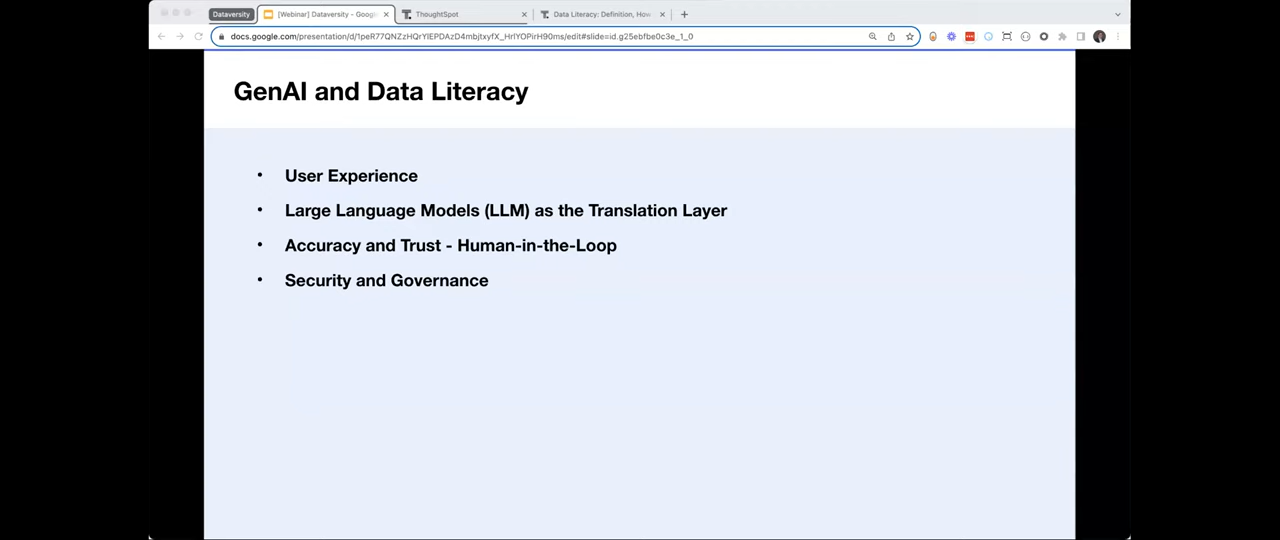 Dataversity
[Webinar] Dataversity - Googl
ThoughtSpot
Data Literacy: Definition, How
docs.google.com/presentation/d/1peR77QNZzHQrYlEPDAzD4mbjtxyfX_HrlYOPirH90ms/edit#slide=id.g25ebfbe0c3e_1_0
GenAI and Data Literacy
• User Experience
• Large Language Models (LLM) as the Translation Layer
• Accuracy and Trust - Human-in-the-Loop
• Security and Governance